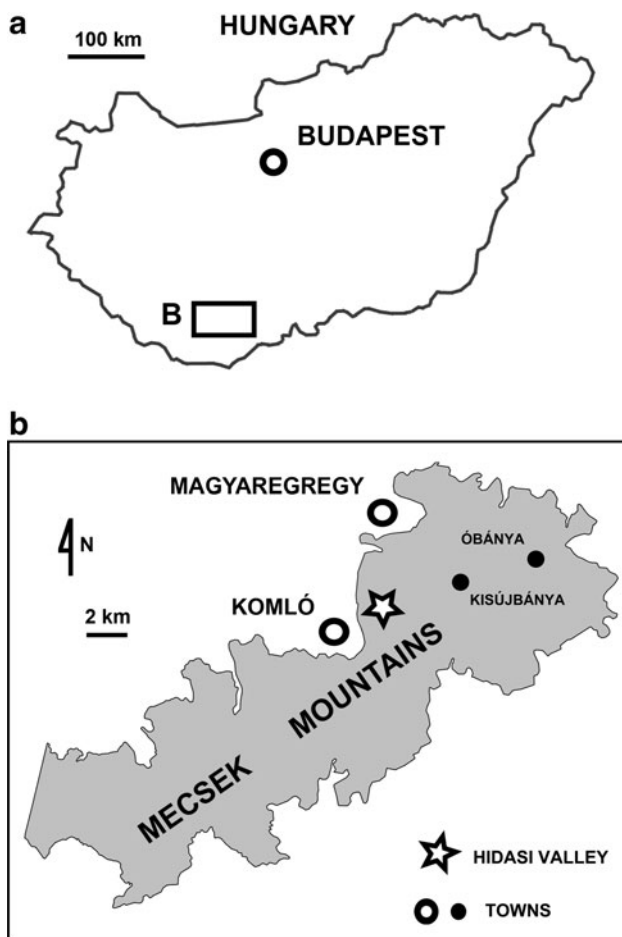 a
HUNGARY
100 km
BUDAPEST
B
b
MAGYAREGREGY
N
ÓBÁNYA
KISÚJBÁNYA
2 km
KOMLÓ
MECSEK MOUNTAINS
HIDASI VALLEY
TOWNS